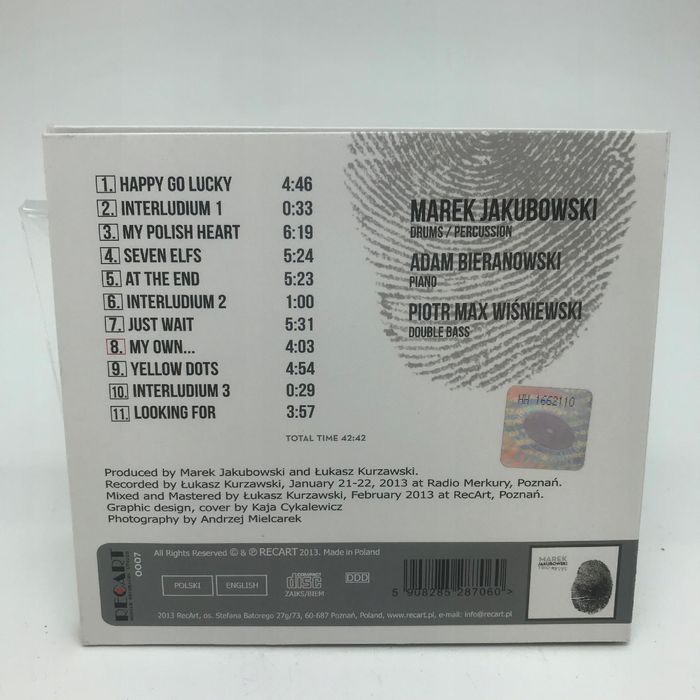 1. HAPPY GO LUCKY 4:46
2. INTERLUDIUM 1 0:33
3. MY POLISH HEART 6:19
4. SEVEN ELFS 5:24
5. AT THE END 5:23
6. INTERLUDIUM 2 1:00
7. JUST WAIT 5:31
8. MY OWN... 4:03
9. YELLOW DOTS 4:54
10. INTERLUDIUM 3 0:29
11. LOOKING FOR 3:57
TOTAL TIME 42:42
MAREK JAKUBOWSKI
DRUMS / PERCUSSION
ADAM BIERANOWSKI
PIANO
PIOTR MAX WIŚNIEWSKI
DOUBLE BASS
HH 1662110
Produced by Marek Jakubowski and Łukasz Kurzawski.
Recorded by Łukasz Kurzawski, January 21-22, 2013 at Radio Merkury, Poznań.
Mixed and Mastered by Łukasz Kurzawski, February 2013 at RecArt, Poznań.
Graphic design, cover by Kaja Cykalewicz
Photography by Andrzej Mielcarek
RECART
0007
All Rights Reserved © & ℗ RECART 2013. Made in Poland
POLSKI
ENGLISH
COMPACT
disc
ZAIKS/BIEM
DDD
5 908285 287060 >
MAREK
JAKUBOWSKI
2013 RecArt, os. Stefana Batorego 27g/73, 60-687 Poznań, Poland, www.recart.pl, e-mail: info@recart.pl